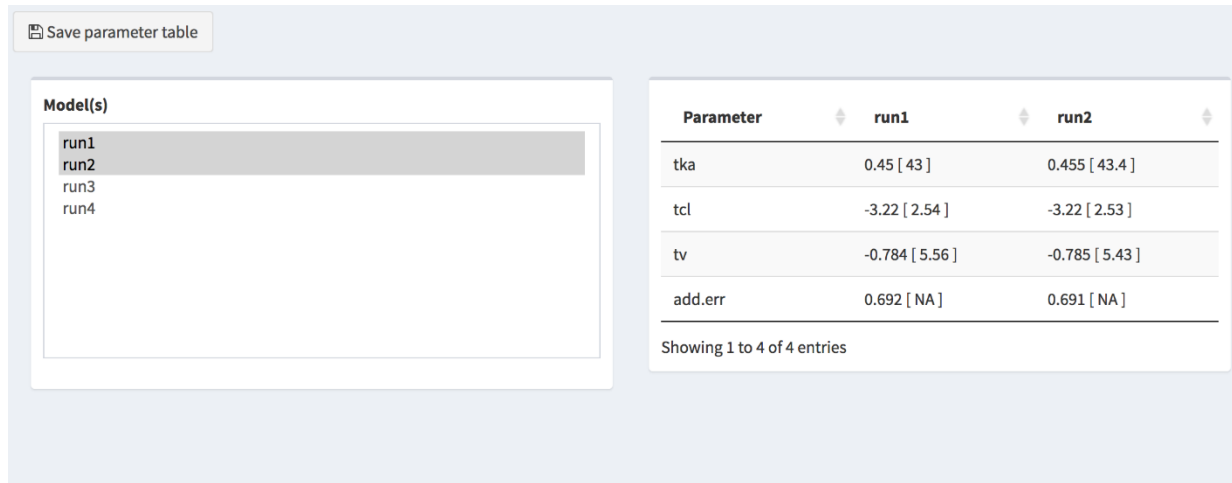 Save parameter table
Model(s)
run1
run2
run3
run4
Parameter run1 run2
tka 0.45 [ 43 ] 0.455 [ 43.4 ]
tcl -3.22 [ 2.54 ] -3.22 [ 2.53 ]
tv -0.784 [ 5.56 ] -0.785 [ 5.43 ]
add.err 0.692 [ NA ] 0.691 [ NA ]
Showing 1 to 4 of 4 entries